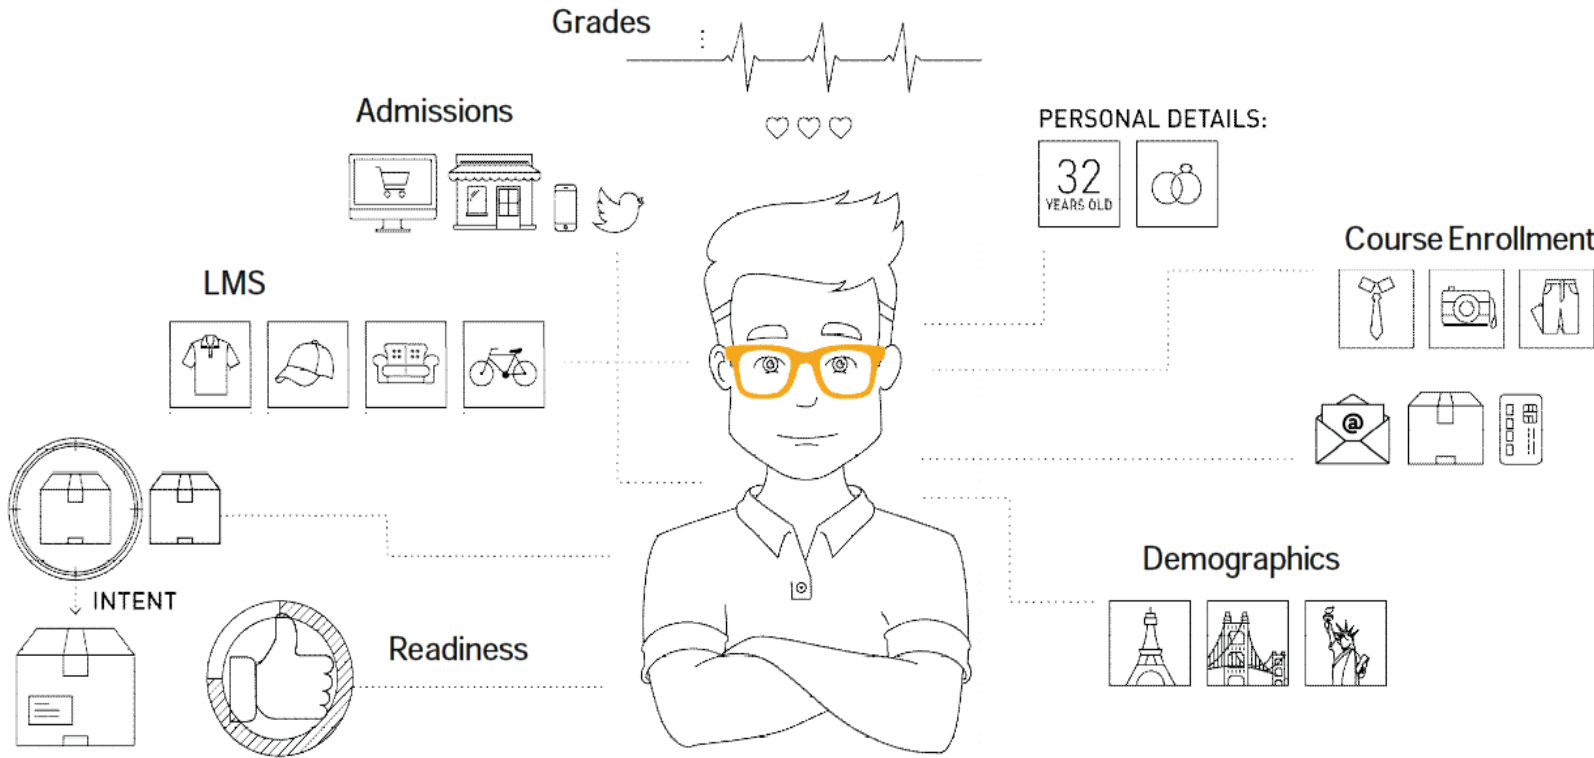 Grades
Admissions
PERSONAL DETAILS:
32
YEARS OLD
Course Enrollment
LMS
@
INTENT
Demographics
Readiness